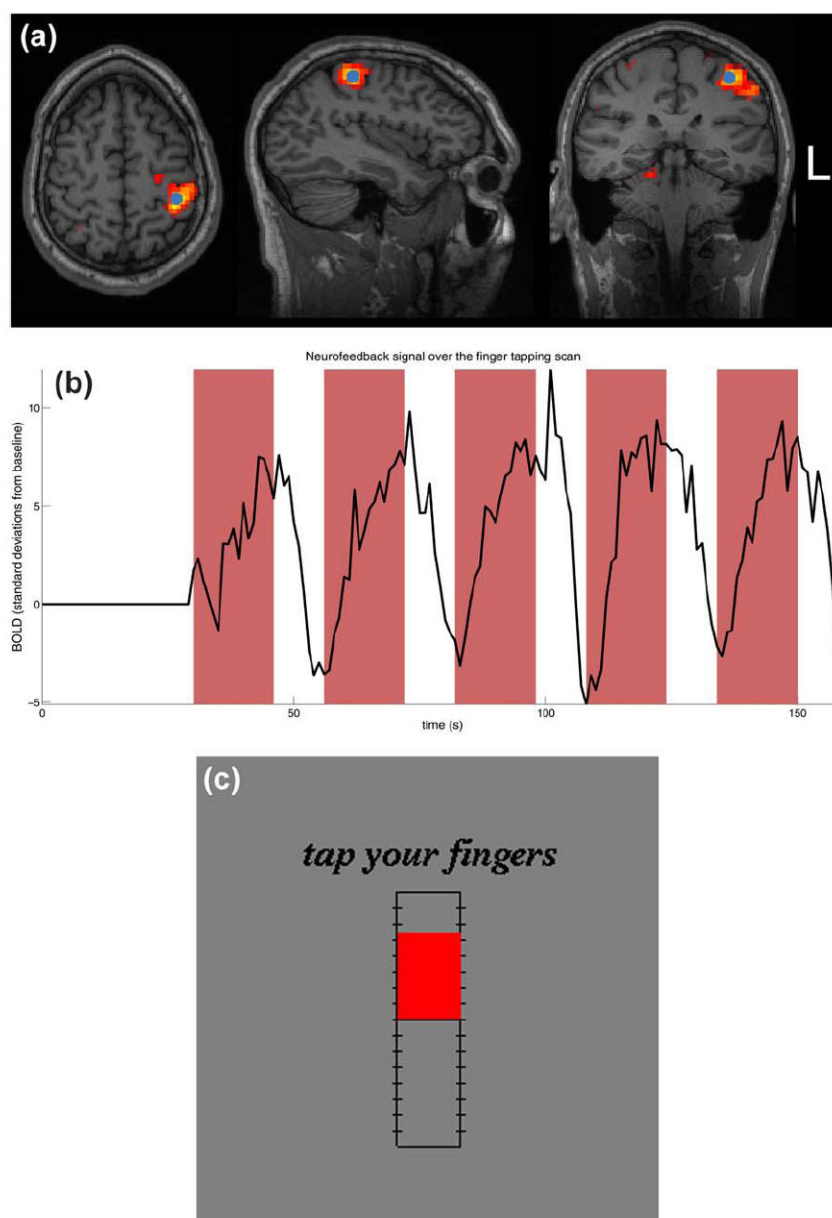 (a)
L
Neurofeedback signal over the finger tapping scan
(b)
10
5
0
−5
BOLD (standard deviations from baseline)
0
50
100
150
time (s)
(c)
tap your fingers